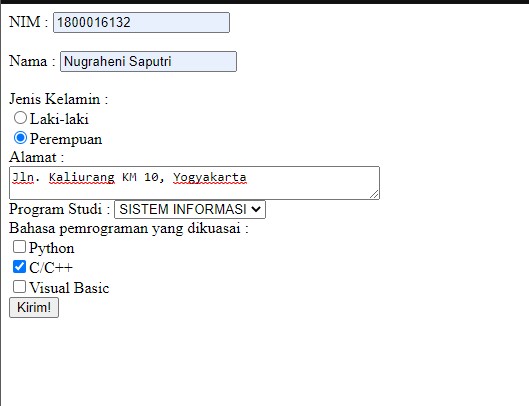 NIM : 1800016132
Nama : Nugraheni Saputri
Jenis Kelamin :
Laki-laki
Perempuan
Alamat :
Jln. Kaliurang KM 10, Yogyakarta
Program Studi : SISTEM INFORMASI
Bahasa pemrograman yang dikuasai :
Python
C/C++
Visual Basic
Kirim!